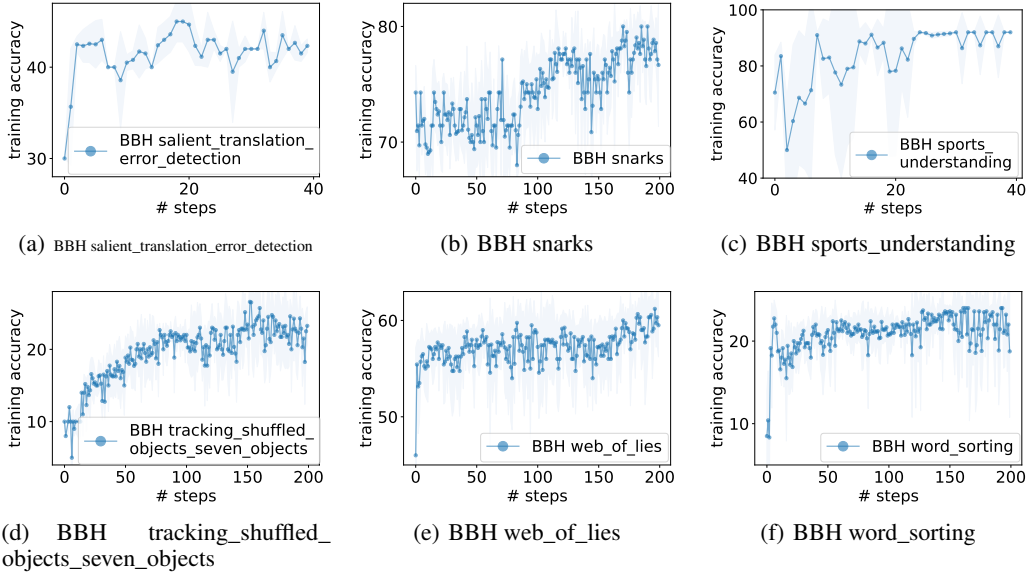 training accuracy
40
30
BBH salient_translation_
error_detection
0
20
40
# steps
(a) BBH salient_translation_error_detection
training accuracy
80
70
BBH snarks
0
50
100
150
200
# steps
(b) BBH snarks
training accuracy
100
80
60
40
BBH sports_
understanding
0
20
40
# steps
(c) BBH sports_understanding
training accuracy
20
10
BBH tracking_shuffled_
objects_seven_objects
0
50
100
150
200
# steps
(d) BBH tracking_shuffled_
objects_seven_objects
training accuracy
60
50
BBH web_of_lies
0
50
100
150
200
# steps
(e) BBH web_of_lies
training accuracy
20
10
BBH word_sorting
0
50
100
150
200
# steps
(f) BBH word_sorting